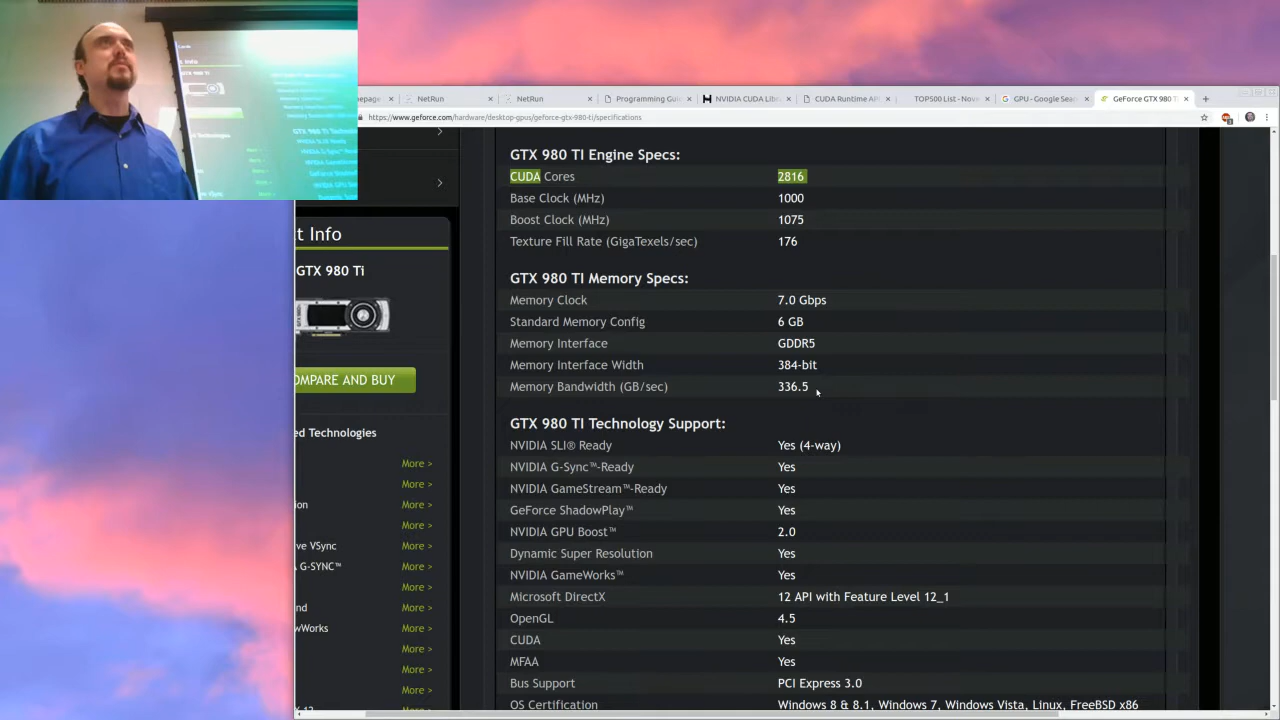 epage
NetRun
NetRun
Programming Gui
NVIDIA CUDA Libr
CUDA Runtime API
TOP500 List - Nove
GPU - Google Sear
GeForce GTX 980 T
https://www.geforce.com/hardware/desktop-gpus/geforce-gtx-980-ti/specifications
t Info
GTX 980 Ti
OMPARE AND BUY
ed Technologies
More >
More >
ion More >
More >
ve VSync More >
A G-SYNC™ More >
More >
nd More >
wWorks More >
More >
More >
More >
GTX 980 TI Engine Specs:
CUDA Cores 2816
Base Clock (MHz) 1000
Boost Clock (MHz) 1075
Texture Fill Rate (GigaTexels/sec) 176
GTX 980 TI Memory Specs:
Memory Clock 7.0 Gbps
Standard Memory Config 6 GB
Memory Interface GDDR5
Memory Interface Width 384-bit
Memory Bandwidth (GB/sec) 336.5
GTX 980 TI Technology Support:
NVIDIA SLI® Ready Yes (4-way)
NVIDIA G-Sync™-Ready Yes
NVIDIA GameStream™-Ready Yes
GeForce ShadowPlay™ Yes
NVIDIA GPU Boost™ 2.0
Dynamic Super Resolution Yes
NVIDIA GameWorks™ Yes
Microsoft DirectX 12 API with Feature Level 12_1
OpenGL 4.5
CUDA Yes
MFAA Yes
Bus Support PCI Express 3.0
OS Certification Windows 8 & 8.1, Windows 7, Windows Vista, Linux, FreeBSD x86